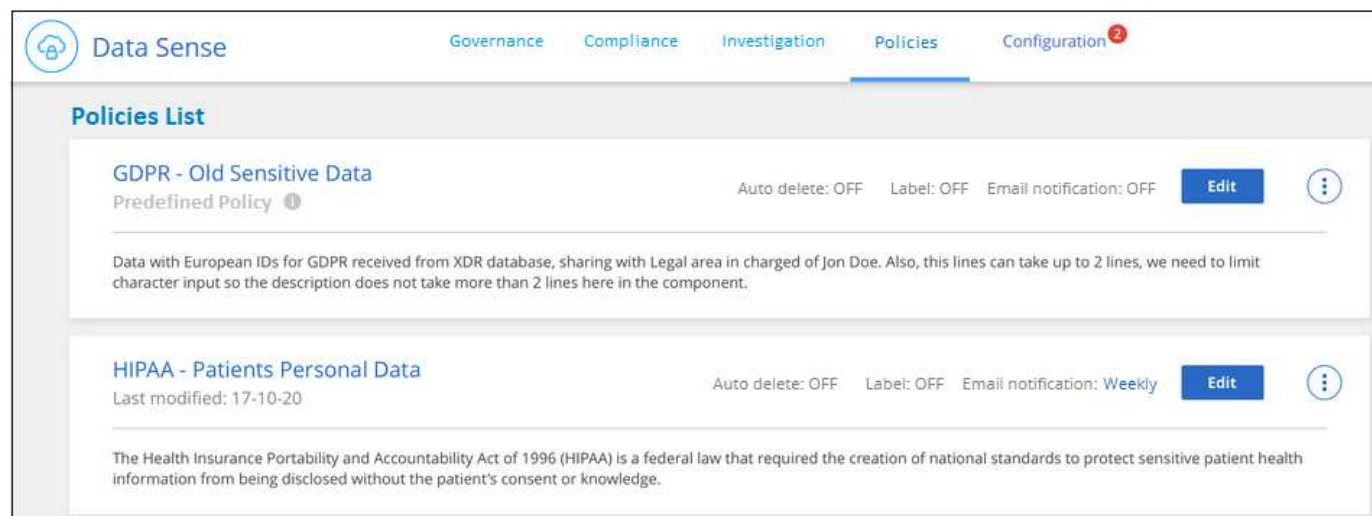 Data Sense
Governance Compliance Investigation Policies Configuration 2
Policies List
GDPR - Old Sensitive Data
Predefined Policy i
Auto delete: OFF Label: OFF Email notification: OFF Edit
Data with European IDs for GDPR received from XDR database, sharing with Legal area in charged of Jon Doe. Also, this lines can take up to 2 lines, we need to limit
character input so the description does not take more than 2 lines here in the component.
HIPAA - Patients Personal Data
Last modified: 17-10-20
Auto delete: OFF Label: OFF Email notification: Weekly Edit
The Health Insurance Portability and Accountability Act of 1996 (HIPAA) is a federal law that required the creation of national standards to protect sensitive patient health
information from being disclosed without the patient's consent or knowledge.